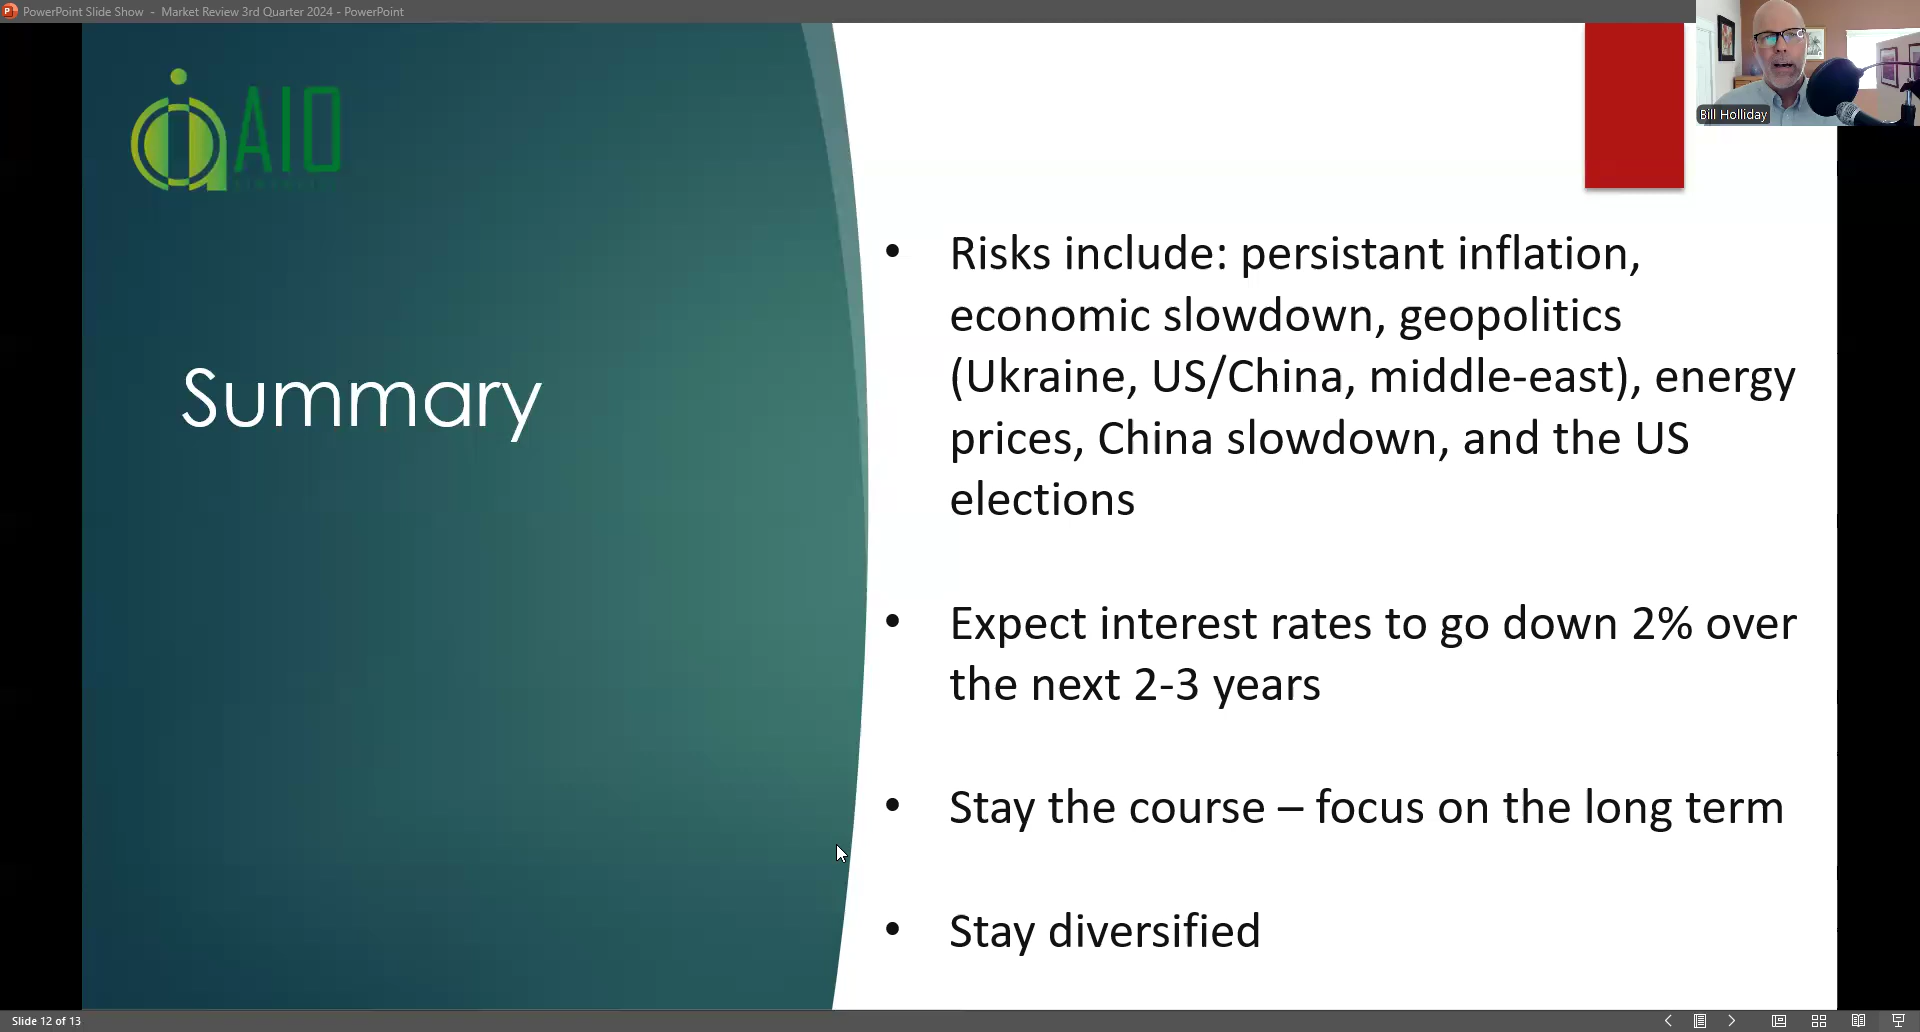 PowerPoint Slide Show - Market Review 3rd Quarter 2024 - PowerPoint
Bill Holliday
AIO
Summary
• Risks include: persistant inflation,
economic slowdown, geopolitics
(Ukraine, US/China, middle-east), energy
prices, China slowdown, and the US
elections
• Expect interest rates to go down 2% over
the next 2-3 years
• Stay the course – focus on the long term
• Stay diversified
Slide 12 of 13